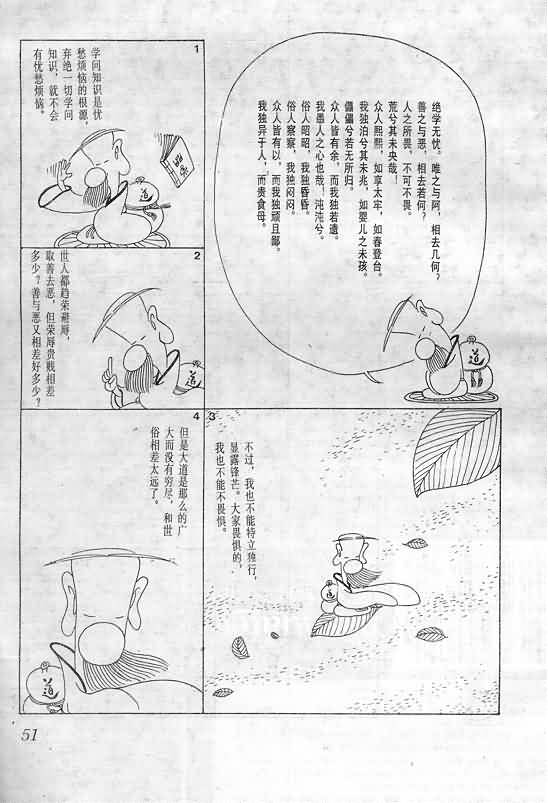 绝学无忧。唯之与阿，相去几何？
善之与恶，相去若何？
人之所畏，不可不畏。
荒兮其未央哉！
众人熙熙，如享太牢，如春登台。
我独泊兮其未兆，如婴儿之未孩。
儡儡兮若无所归。
众人皆有余，而我独若遗。
我愚人之心也哉！沌沌兮。
俗人昭昭，我独昏昏。
俗人察察，我独闷闷。
众人皆有以，而我独顽且鄙。
我独异于人，而贵食母。
道
1
学问知识是忧
愁烦恼的根源，
弃绝一切学问
知识，就不会
有忧愁烦恼。
道
2
世人都趋荣避辱，
取善去恶，但荣辱贵贱相差
多少？善与恶又相差好多少？
道
3
不过，我也不能特立独行，
显露锋芒。大家畏惧的，
我也不能不畏惧。
道
4
但是大道是那么的广
大而没有穷尽，和世
俗相差太远了。
道
51